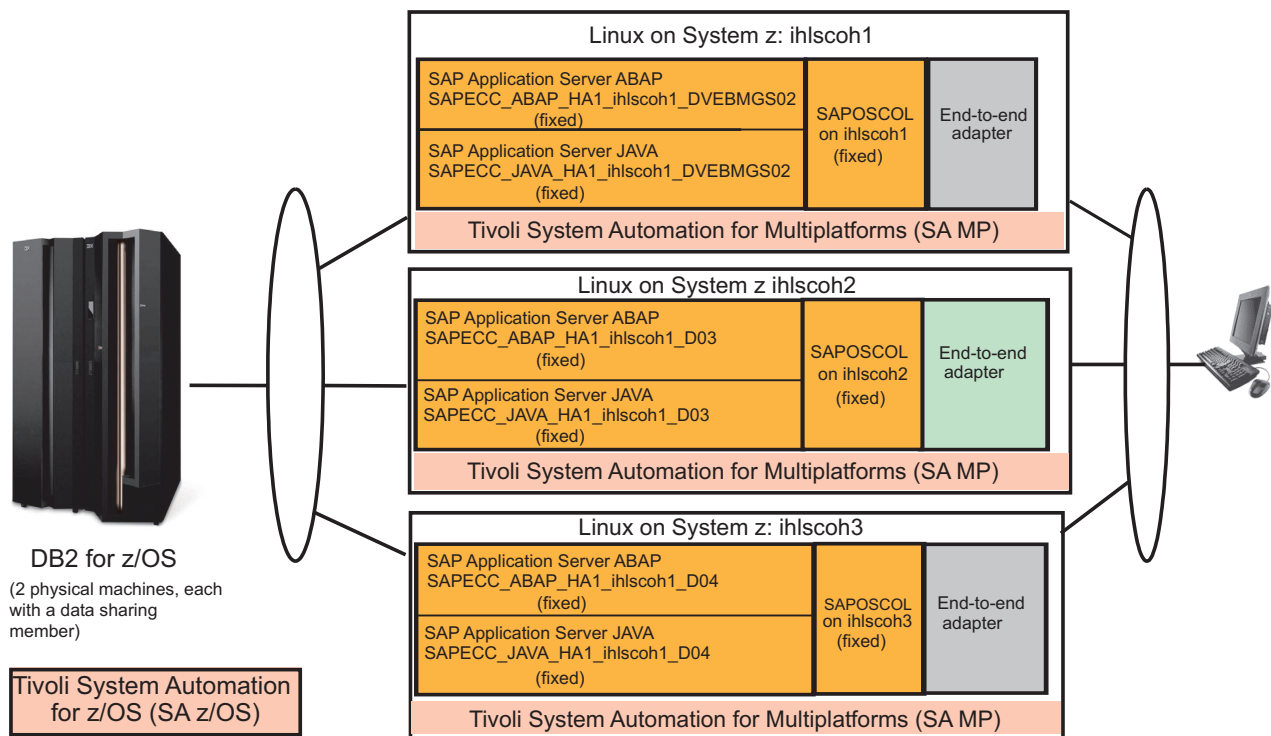 Linux on System z: ihlscoh1
SAP Application Server ABAP
SAPECC_ABAP_HA1_ihlscoh1_DVEBMGS02
(fixed)
SAP Application Server JAVA
SAPECC_JAVA_HA1_ihlscoh1_DVEBMGS02
(fixed)
SAPOSCOL
on ihlscoh1
(fixed)
End-to-end
adapter
Tivoli System Automation for Multiplatforms (SA MP)
Linux on System z ihlscoh2
SAP Application Server ABAP
SAPECC_ABAP_HA1_ihlscoh1_D03
(fixed)
SAP Application Server JAVA
SAPECC_JAVA_HA1_ihlscoh1_D03
(fixed)
SAPOSCOL
on ihlscoh2
(fixed)
End-to-end
adapter
Tivoli System Automation for Multiplatforms (SA MP)
Linux on System z: ihlscoh3
SAP Application Server ABAP
SAPECC_ABAP_HA1_ihlscoh1_D04
(fixed)
SAP Application Server JAVA
SAPECC_JAVA_HA1_ihlscoh1_D04
(fixed)
SAPOSCOL
on ihlscoh3
(fixed)
End-to-end
adapter
Tivoli System Automation for Multiplatforms (SA MP)
DB2 for z/OS
(2 physical machines, each
with a data sharing
member)
Tivoli System Automation
for z/OS (SA z/OS)